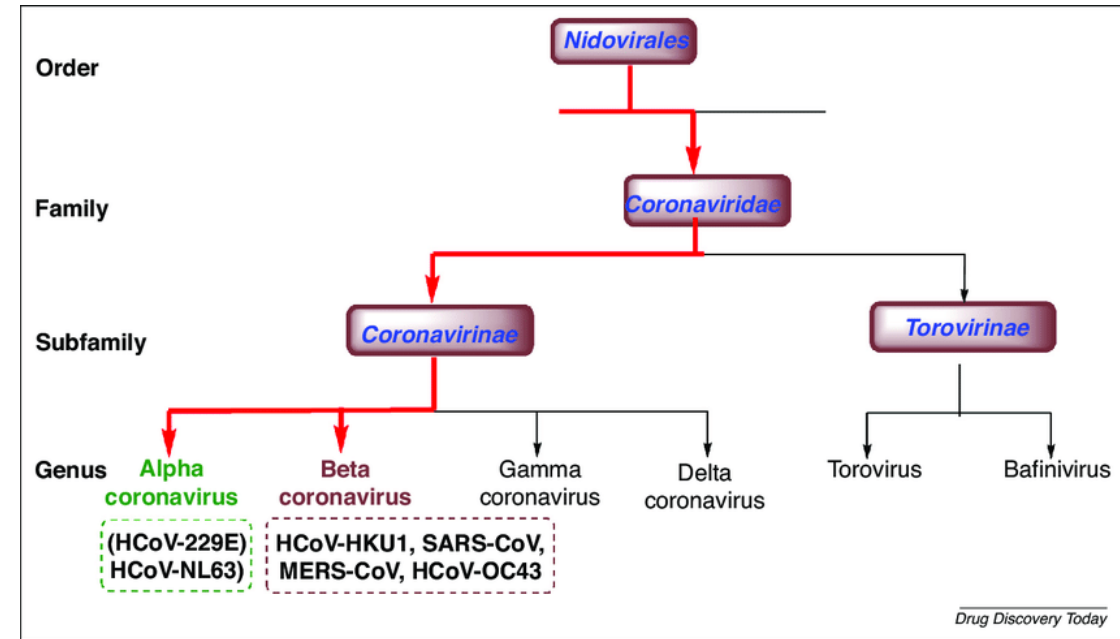 Nidovirales
Order
Family
Coronaviridae
Subfamily
Coronavirinae
Torovirinae
Genus
Alpha
coronavirus
Beta
coronavirus
Gamma
coronavirus
Delta
coronavirus
Torovirus
Bafinivirus
(HCoV-229E)
HCoV-NL63)
HCoV-HKU1, SARS-CoV,
MERS-CoV, HCoV-OC43
Drug Discovery Today